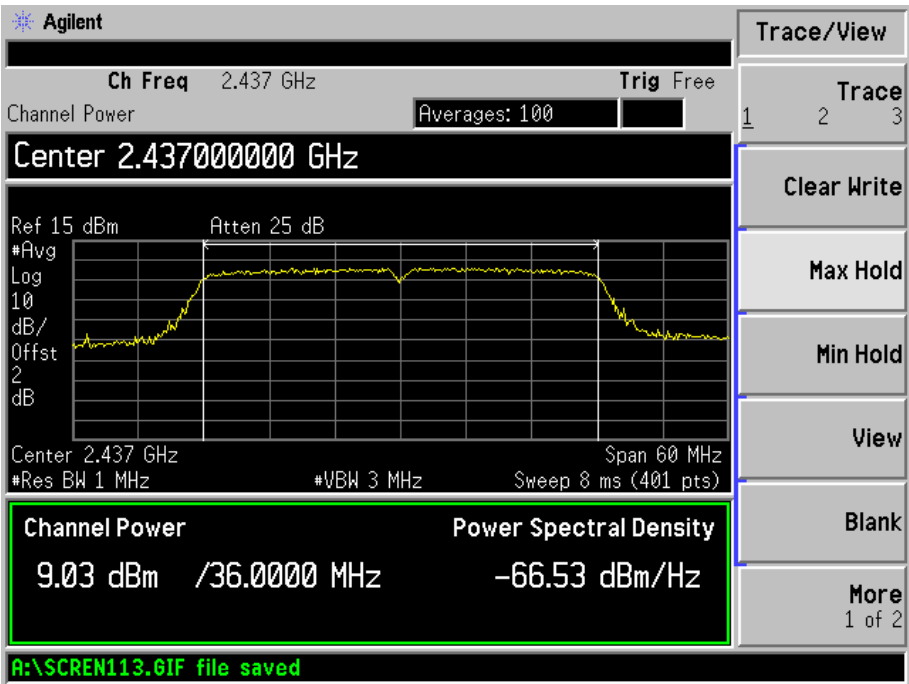 Agilent
Ch Freq 2.437 GHz Trig Free
Channel Power Averages: 100
Center 2.437000000 GHz
Ref 15 dBm Atten 25 dB
#Avg
Log
10
dB/
Offst
2
dB
Center 2.437 GHz Span 60 MHz
#Res BW 1 MHz #VBW 3 MHz Sweep 8 ms (401 pts)
Channel Power Power Spectral Density
9.03 dBm /36.0000 MHz -66.53 dBm/Hz
A:\SCREN113.GIF file saved
Trace/View
Trace
1 2 3
Clear Write
Max Hold
Min Hold
View
Blank
More
1 of 2